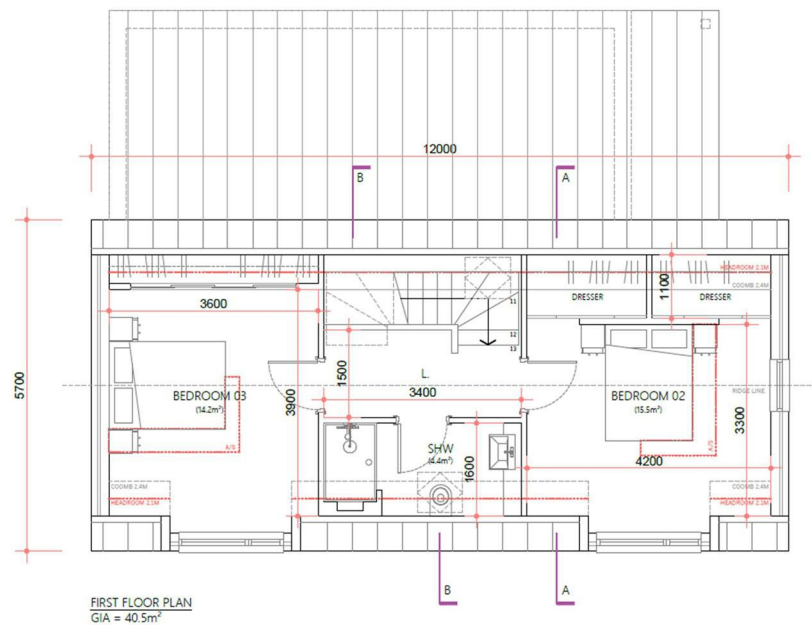 12000
B
A
HEADROOM 2.1M
COOMB 2.4M
3600
11
12
13
DRESSER
DRESSER
1100
5700
BEDROOM 03
(14.2m²)
3900
1500
L.
3400
BEDROOM 02
(15.5m²)
RIDGE LINE
3300
A/S
A/S
SHW
(4.4m²)
1600
4200
COOMB 2.4M
HEADROOM 2.1M
COOMB 2.4M
HEADROOM 2.1M
B
A
FIRST FLOOR PLAN
GIA = 40.5m²